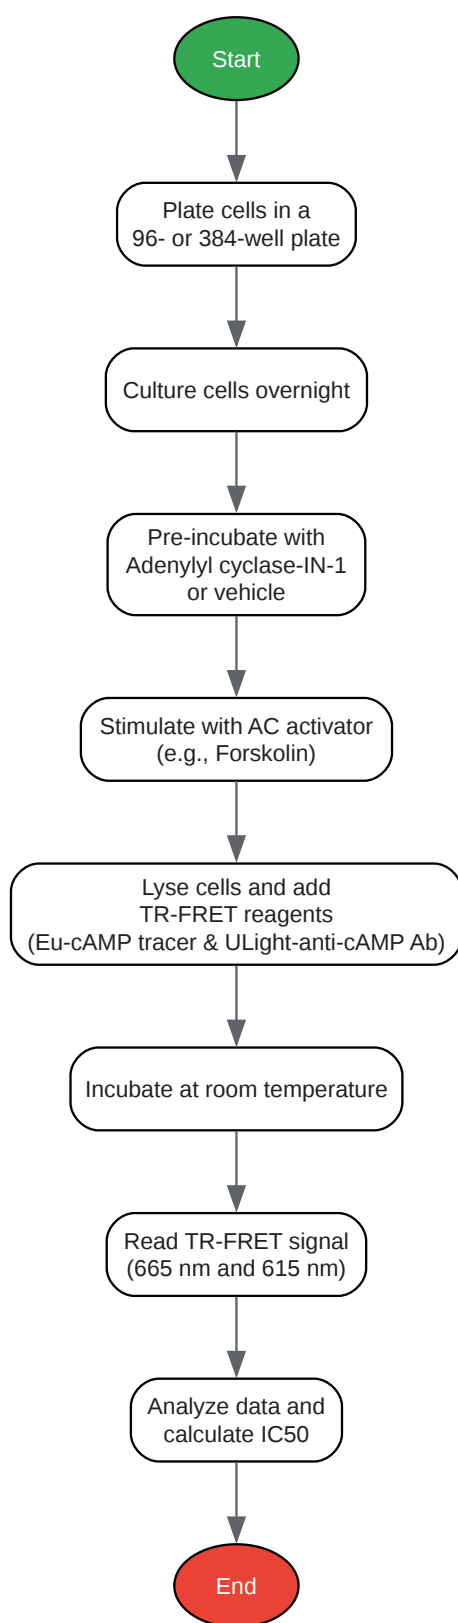 Start
Plate cells in a
96- or 384-well plate
Culture cells overnight
Pre-incubate with
Adenylyl cyclase-IN-1
or vehicle
Stimulate with AC activator
(e.g., Forskolin)
Lyse cells and add
TR-FRET reagents
(Eu-cAMP tracer & ULight-anti-cAMP Ab)
Incubate at room temperature
Read TR-FRET signal
(665 nm and 615 nm)
Analyze data and
calculate IC50
End